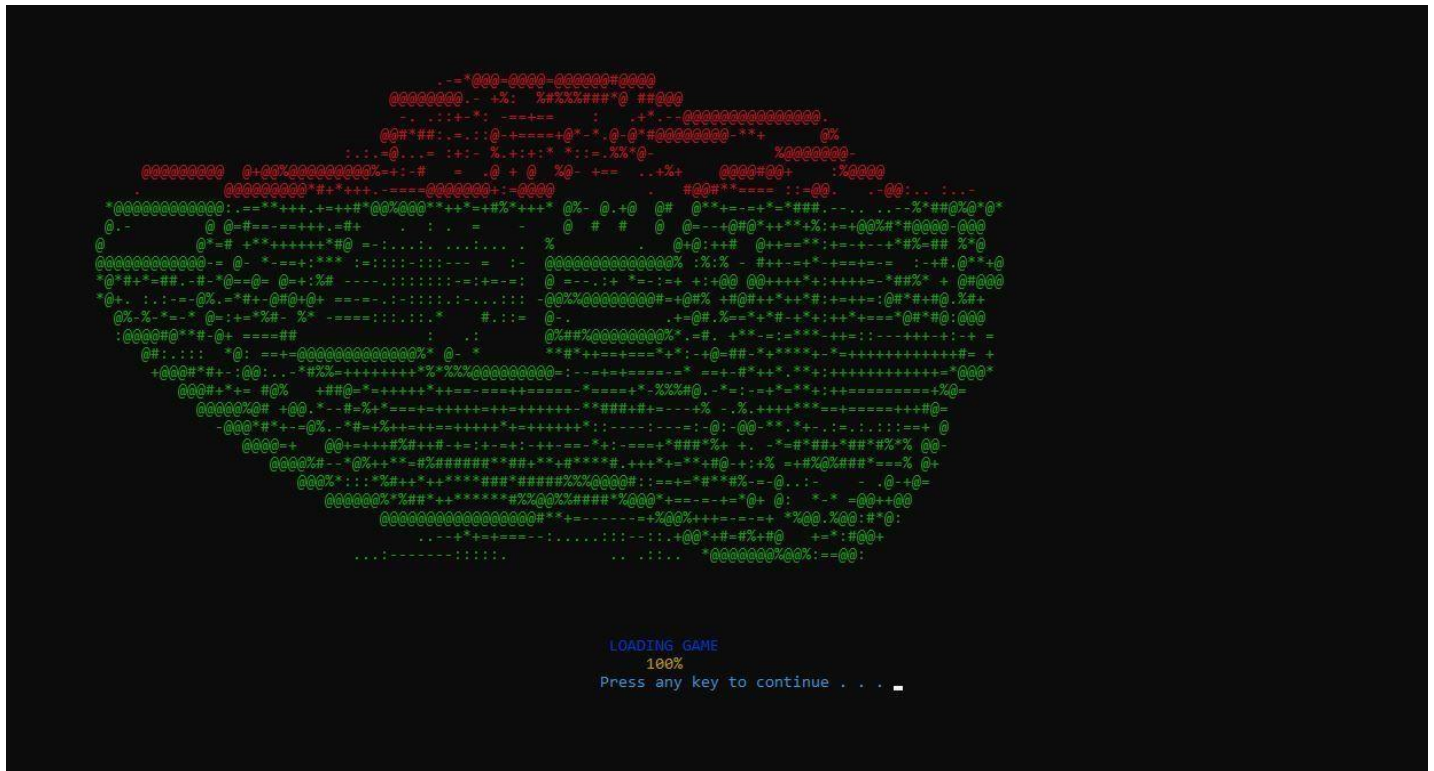 LOADING GAME
100%
Press any key to continue . . .